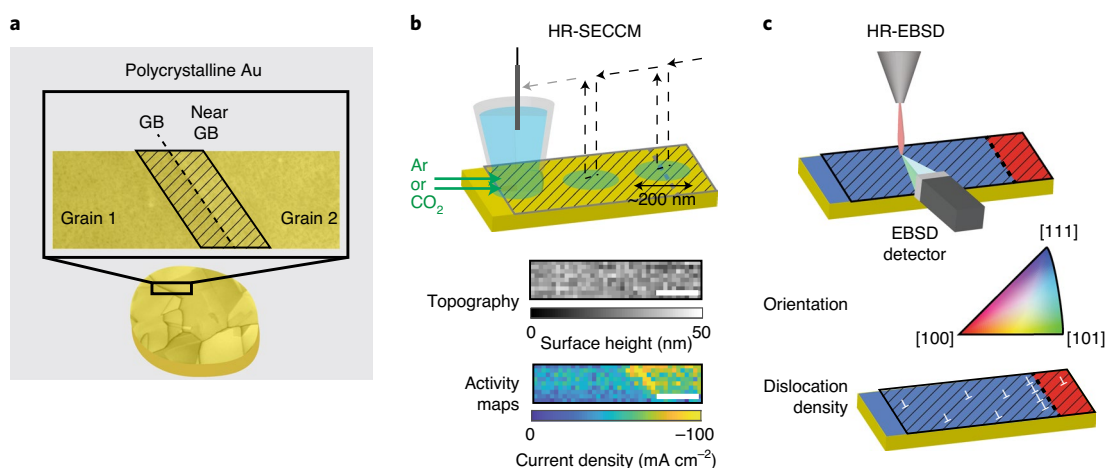 a
Polycrystalline Au
GB
Near
GB
Grain 1
Grain 2
b
HR-SECCM
Ar
or
CO₂
~200 nm
Topography
0
50
Surface height (nm)
Activity
maps
0
–100
Current density (mA cm⁻²)
c
HR-EBSD
EBSD
detector
[111]
Orientation
[100]
[101]
Dislocation
density